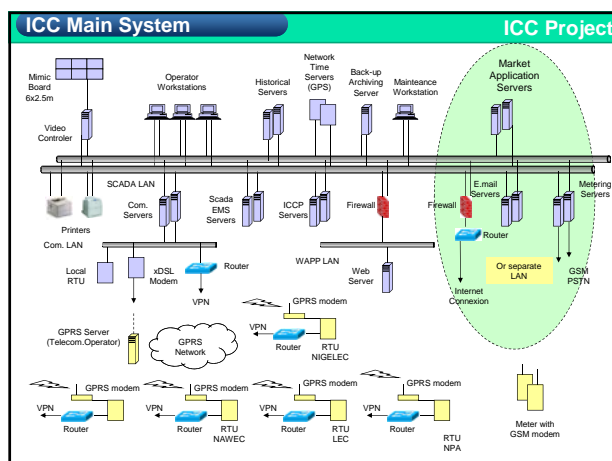 ICC Main System
ICC Project
Mimic
Board
6x2.5m
Operator
Workstations
Historical
Servers
Network
Time
Servers
(GPS)
Back-up
Archiving
Server
Mainteance
Workstation
Market
Application
Servers
Video
Controler
SCADA LAN
Printers
Com.
Servers
Scada
EMS
Servers
ICCP
Servers
Firewall
Firewall
E.mail
Servers
Metering
Servers
Router
Com. LAN
Local
RTU
xDSL
Modem
Router
VPN
WAPP LAN
Web
Server
Internet
Connexion
Or separate
LAN
GSM
PSTN
GPRS Server
(Telecom.Operator)
GPRS
Network
GPRS modem
VPN
Router
RTU
NIGELEC
GPRS modem
VPN
Router
GPRS modem
VPN
Router
RTU
NAWEC
GPRS modem
VPN
Router
RTU
LEC
GPRS modem
VPN
Router
RTU
NPA
Meter with
GSM modem